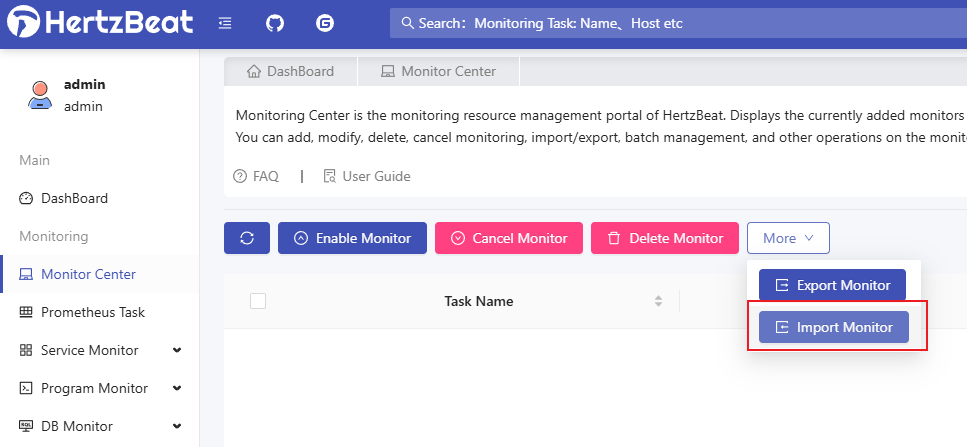 HertzBeat
Search：Monitoring Task: Name、Host etc
admin
admin
Main
DashBoard
Monitoring
Monitor Center
Prometheus Task
Service Monitor
Program Monitor
DB Monitor
DashBoard
Monitor Center
Monitoring Center is the monitoring resource management portal of HertzBeat. Displays the currently added monitors
You can add, modify, delete, cancel monitoring, import/export, batch management, and other operations on the
FAQ | User Guide
Enable Monitor
Cancel Monitor
Delete Monitor
More
Export Monitor
Import Monitor
Task Name